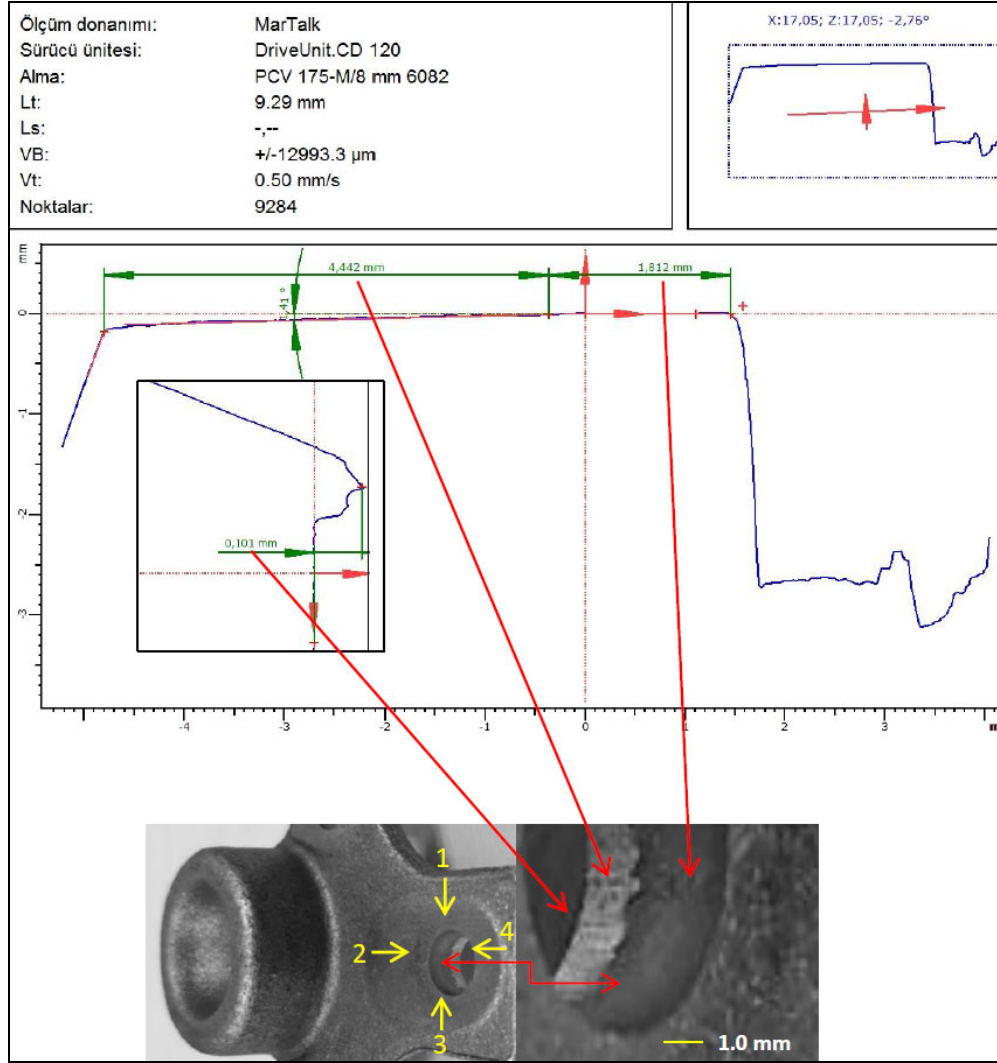 Ölçüm donanımı: MarTalk
Sürücü ünitesi: DriveUnit.CD 120
Alma: PCV 175-M/8 mm 6082
Lt: 9.29 mm
Ls: -,--
VB: +/-12993.3 µm
Vt: 0.50 mm/s
Noktalar: 9284
X:17,05; Z:17,05; -2,76°
mm
4,442 mm 1,812 mm
0
-1
0,101 mm
-2
-3
-4 -3 -2 -1 0 1 2 3
1
2 4
3
1.0 mm